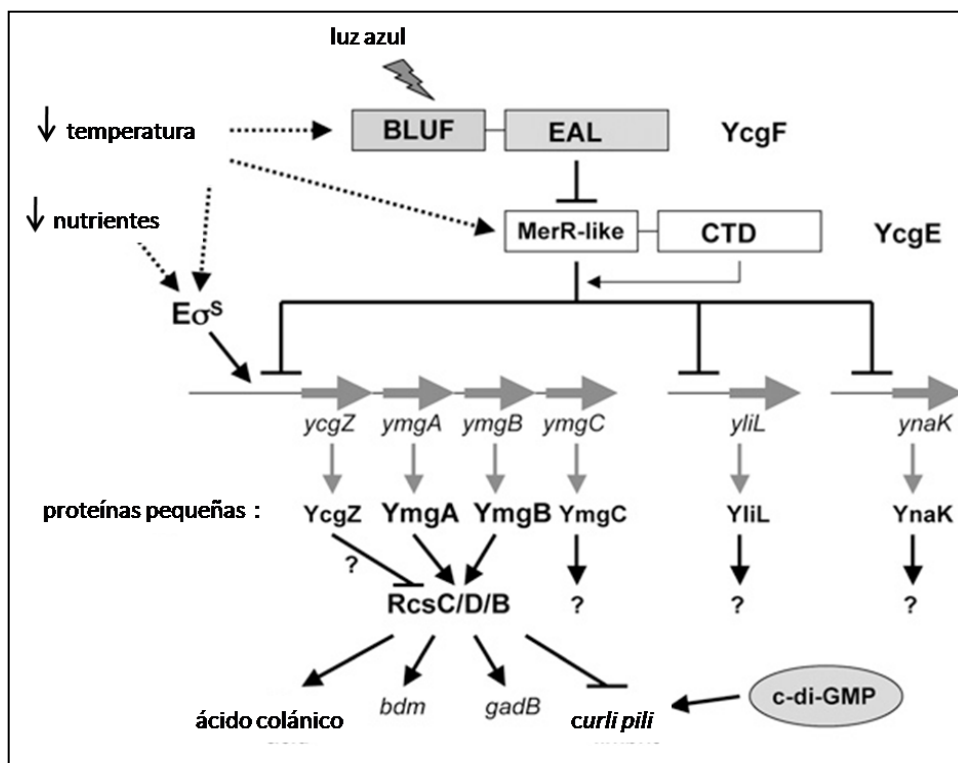 luz azul
↓ temperatura
BLUF
EAL
YcgF
↓ nutrientes
MerR-like
CTD
YcgE
Eσˢ
ycgZ ymgA ymgB ymgC yliL ynaK
proteínas pequeñas : YcgZ YmgA YmgB YmgC YliL YnaK
?
RcsC/D/B
? ? ?
ácido colánico
bdm
gadB
curli pili
c-di-GMP